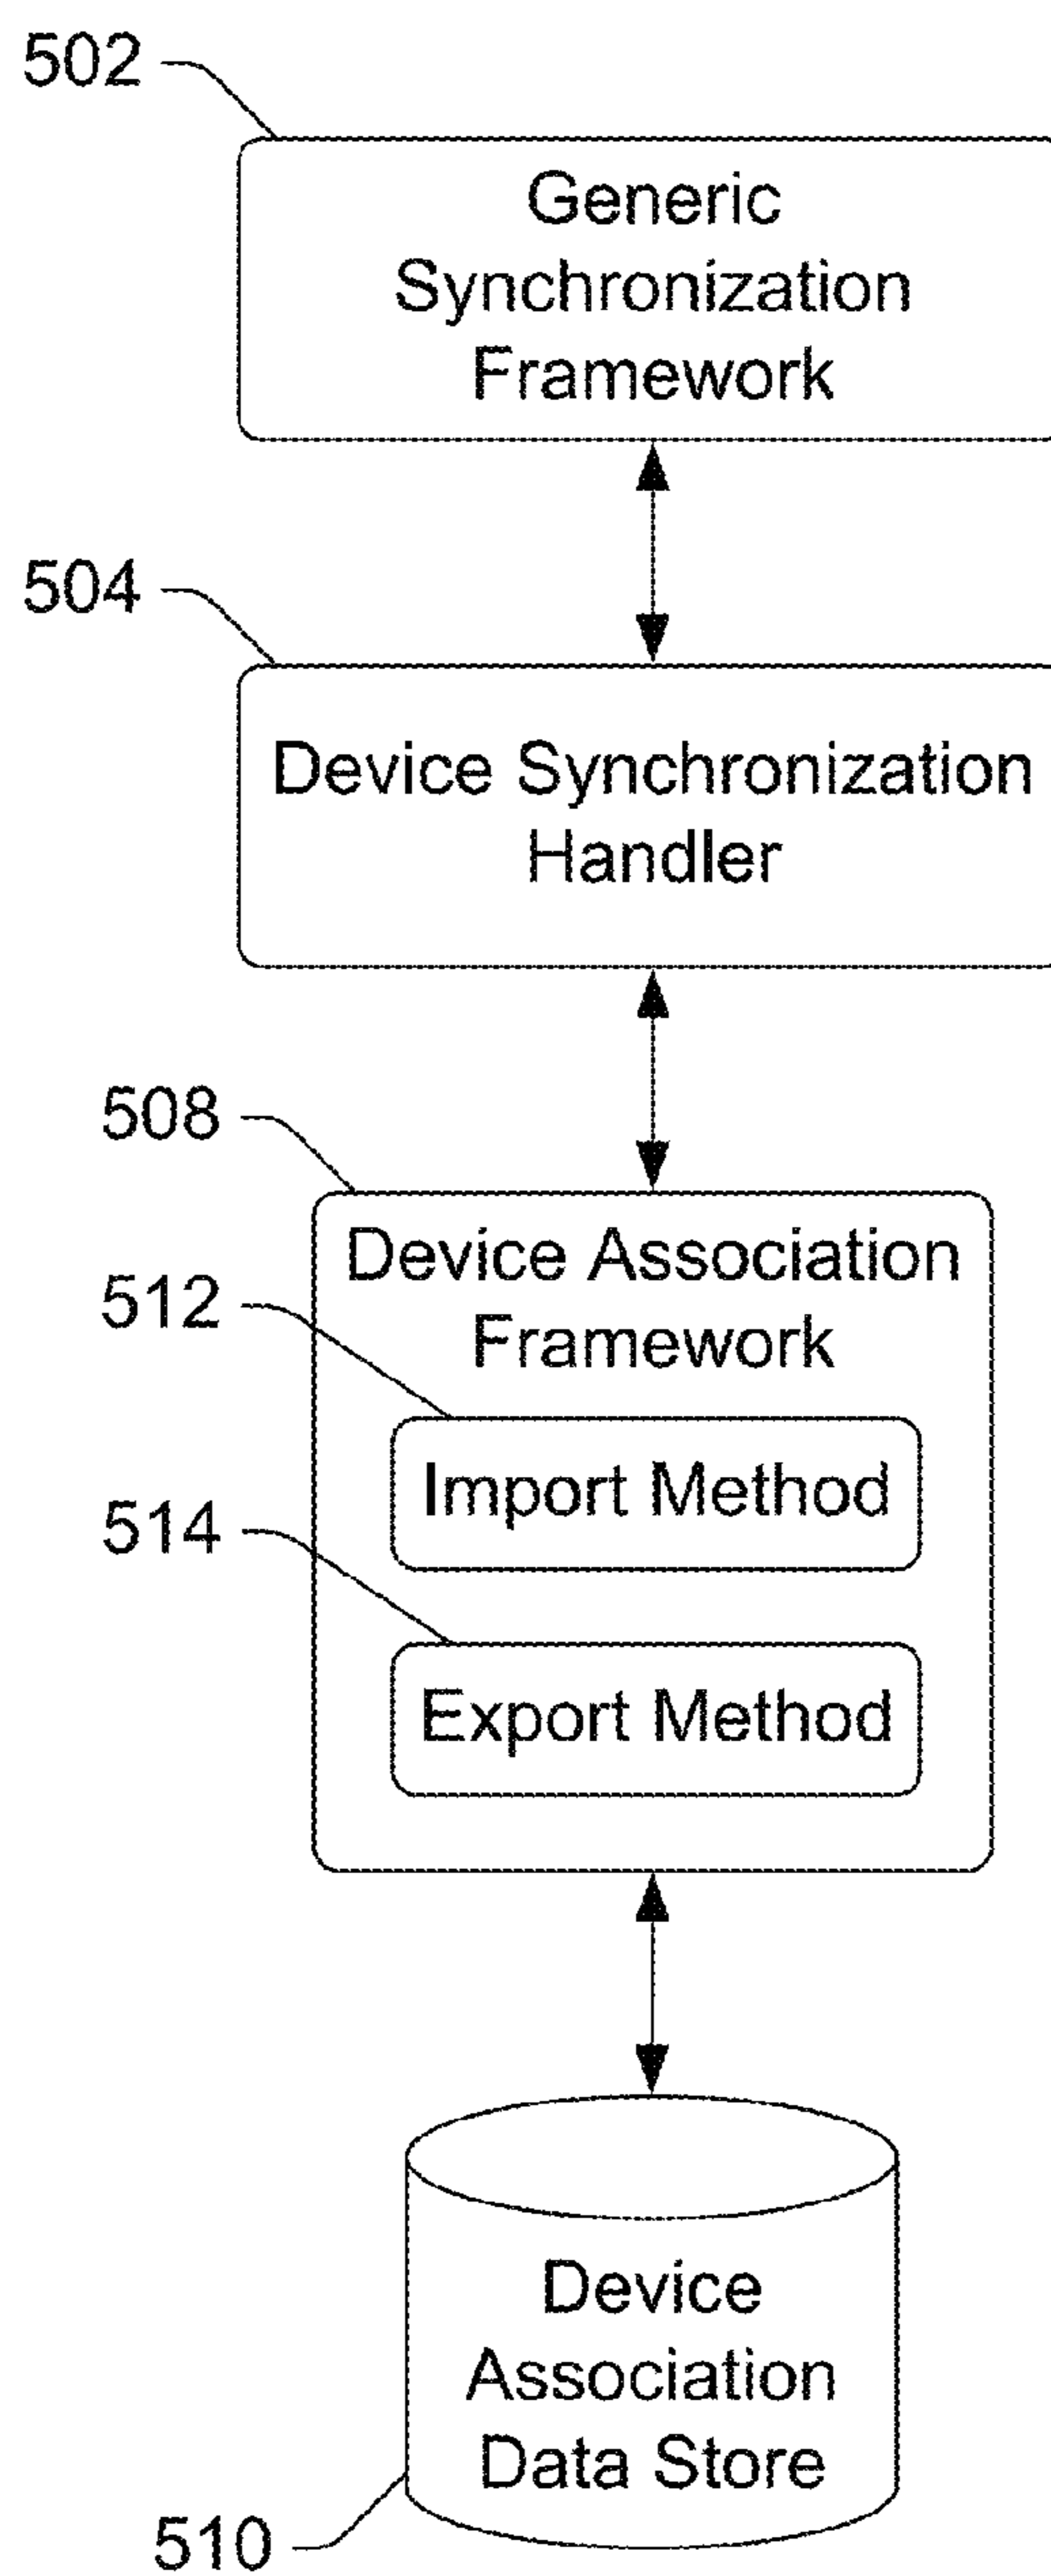 502
Generic
Synchronization
Framework
504
Device Synchronization
Handler
508
Device Association
Framework
512
Import Method
514
Export Method
Device
Association
Data Store
510